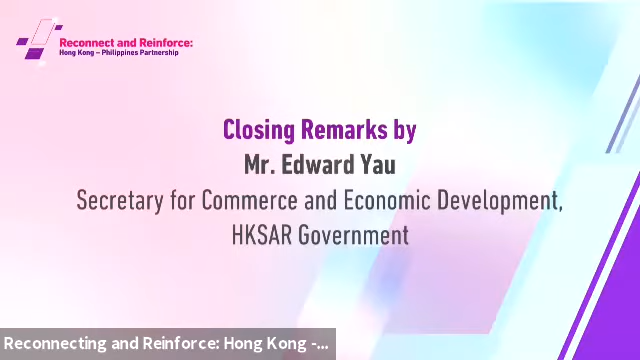 Reconnect and Reinforce:
Hong Kong – Philippines Partnership
Closing Remarks by
Mr. Edward Yau
Secretary for Commerce and Economic Development,
HKSAR Government
Reconnecting and Reinforce: Hong Kong -...